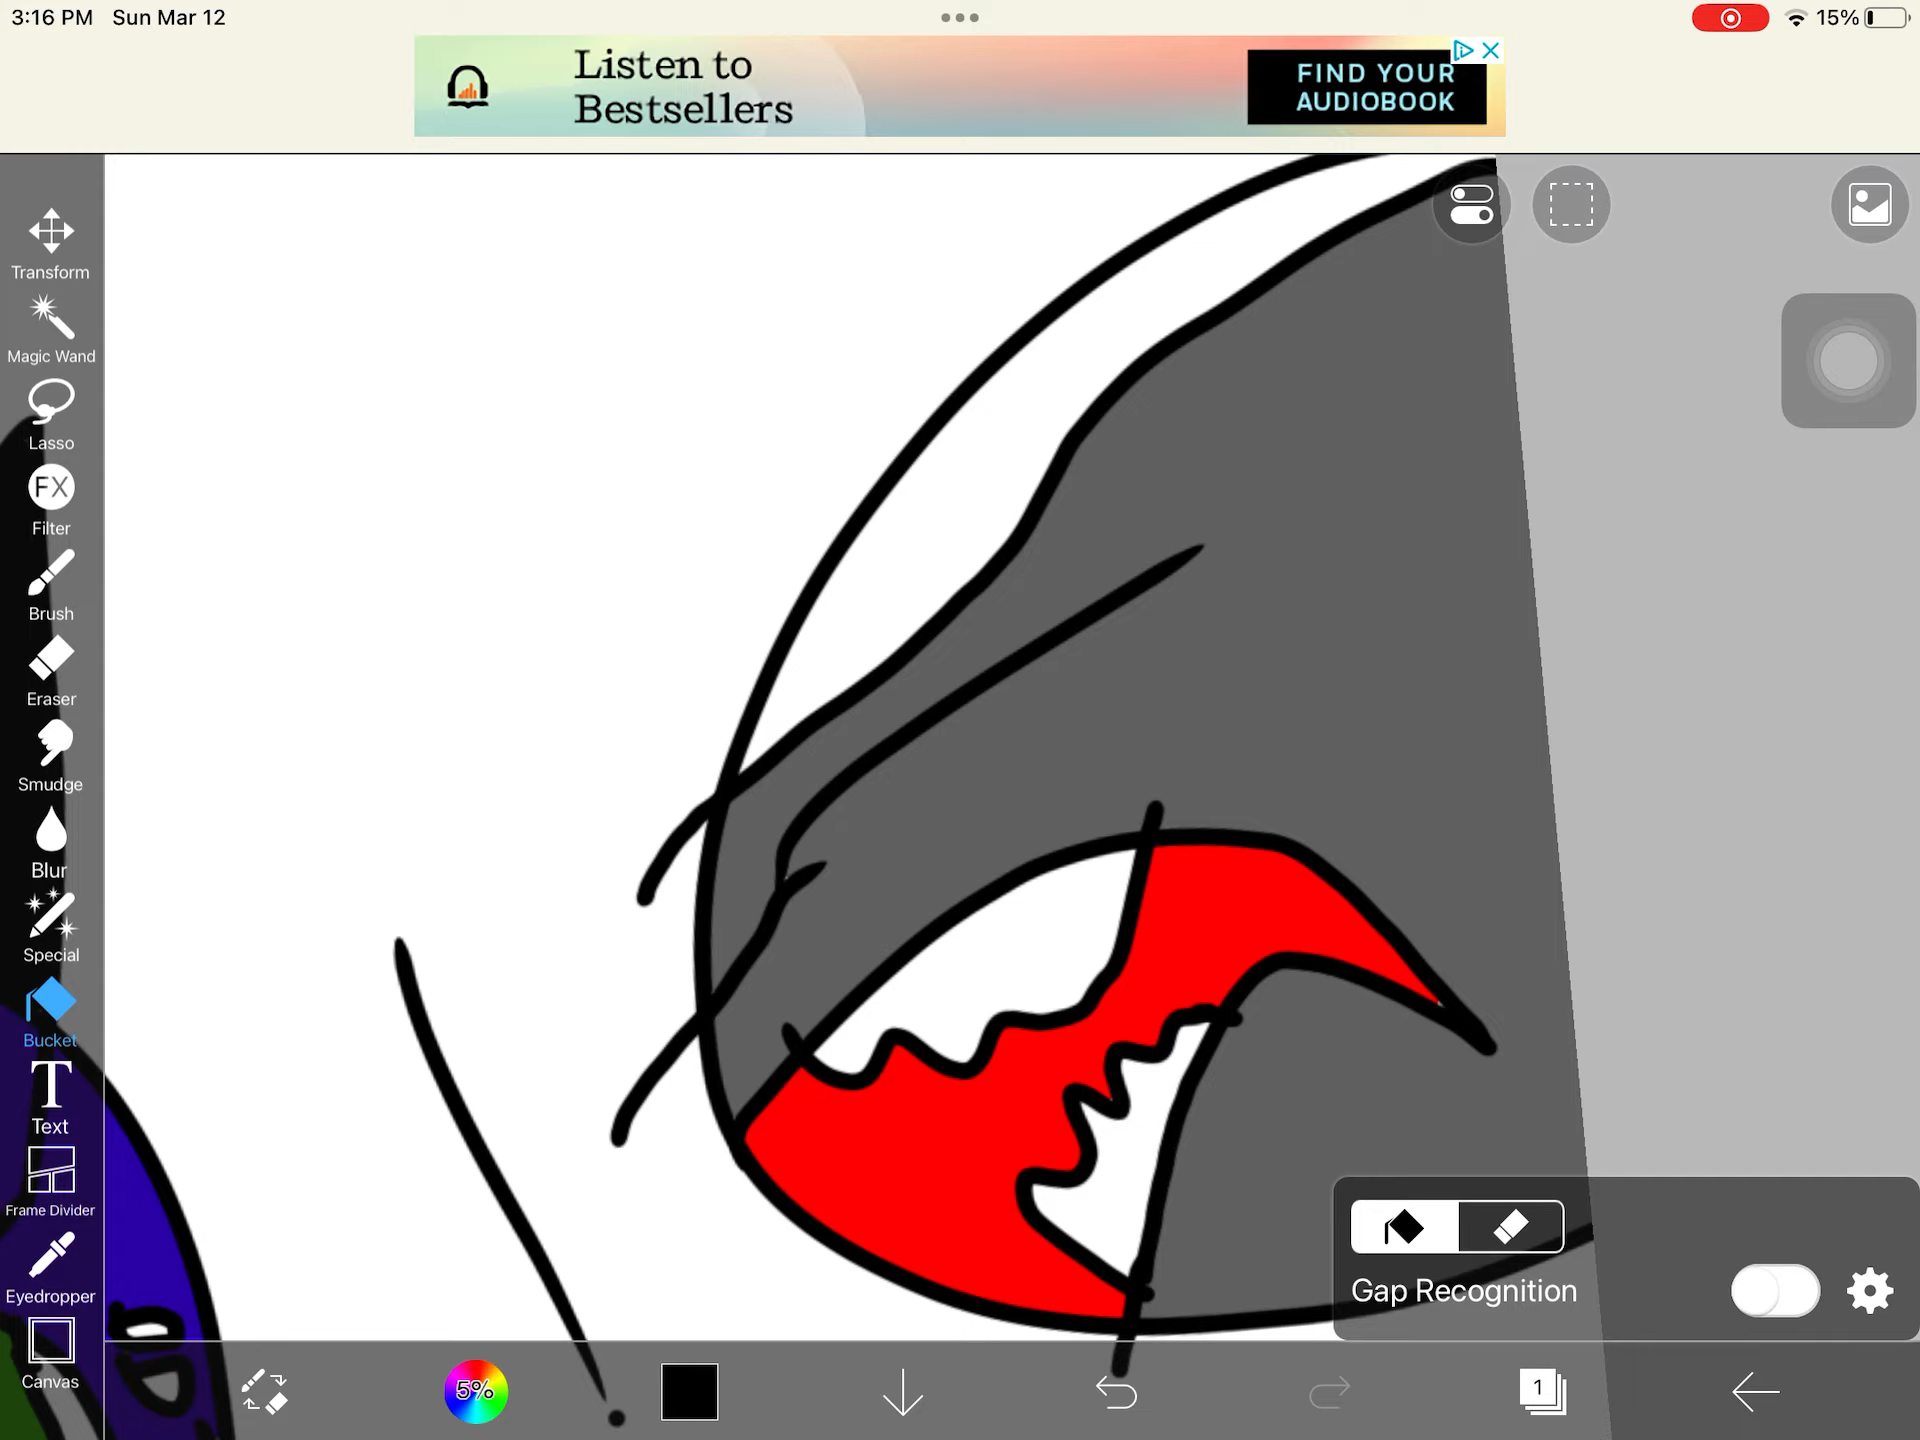 3:16 PM Sun Mar 12
15%
Listen to
Bestsellers
FIND YOUR
AUDIOBOOK
Transform
Magic Wand
Lasso
FX
Filter
Brush
Eraser
Smudge
Blur
Special
Bucket
T
Text
Frame Divider
Eyedropper
Canvas
Gap Recognition
5%
1